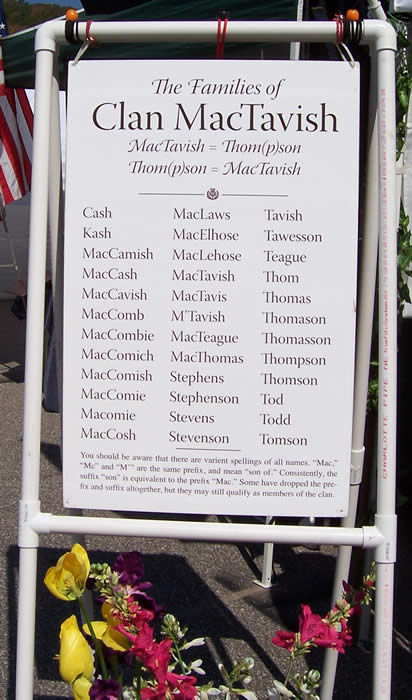 The Families of
Clan MacTavish
MacTavish = Thom(p)son
Thom(p)son = MacTavish
Cash
Kash
MacCamish
MacCash
MacCavish
MacComb
MacCombie
MacComich
MacComish
MacComie
Macomie
MacCosh
MacLaws
MacElhose
MacLehose
MacTavish
MacTavis
M'Tavish
MacTeague
MacThomas
Stephens
Stephenson
Stevens
Stevenson
Tavish
Tawesson
Teague
Thom
Thomas
Thomason
Thomasson
Thompson
Thomson
Tod
Todd
Tomson
You should be aware that there are varient spellings of all names. "Mac,"
"Mc" and "M'" are the same prefix, and mean "son of." Consistently, the
suffix "son" is equivalent to the prefix "Mac." Some have dropped the pre-
fix and suffix altogether, but they may still qualify as members of the clan.
CHARLOTTE PIPE